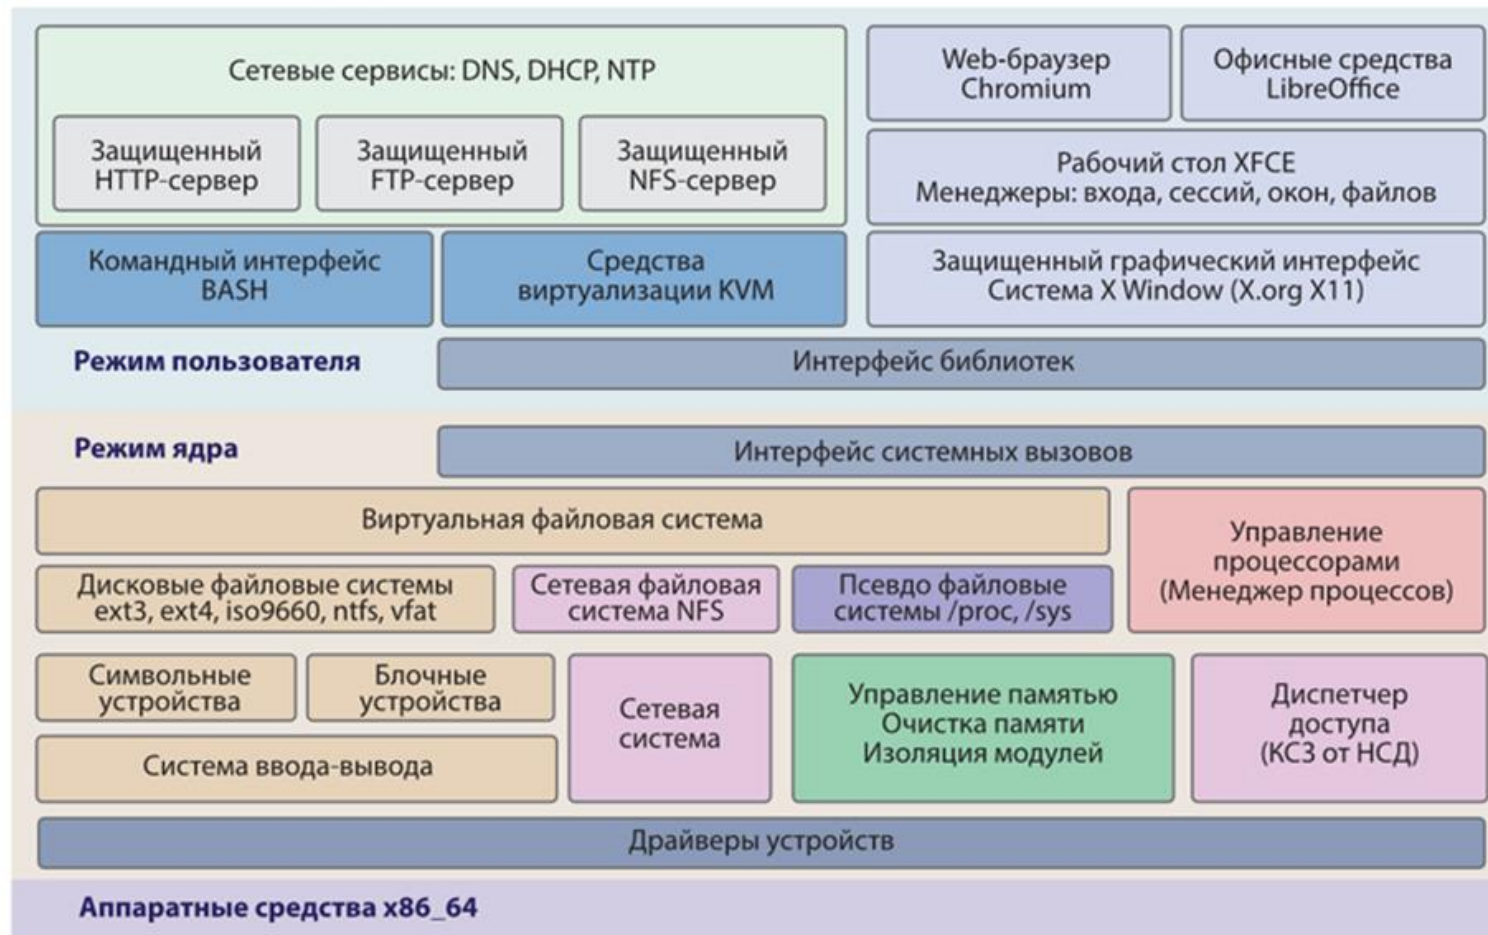 Сетевые сервисы: DNS, DHCP, NTP
Защищенный
HTTP-сервер
Защищенный
FTP-сервер
Защищенный
NFS-сервер
Web-браузер
Chromium
Офисные средства
LibreOffice
Рабочий стол XFCE
Менеджеры: входа, сессий, окон, файлов
Командный интерфейс
BASH
Средства
виртуализации KVM
Защищенный графический интерфейс
Система X Window (X.org X11)
Режим пользователя
Интерфейс библиотек
Режим ядра
Интерфейс системных вызовов
Виртуальная файловая система
Управление
процессорами
(Менеджер процессов)
Дисковые файловые системы
ext3, ext4, iso9660, ntfs, vfat
Сетевая файловая
система NFS
Псевдо файловые
системы /proc, /sys
Символьные
устройства
Блочные
устройства
Сетевая
система
Управление памятью
Очистка памяти
Изоляция модулей
Диспетчер
доступа
(КСЗ от НСД)
Система ввода-вывода
Драйверы устройств
Аппаратные средства x86_64